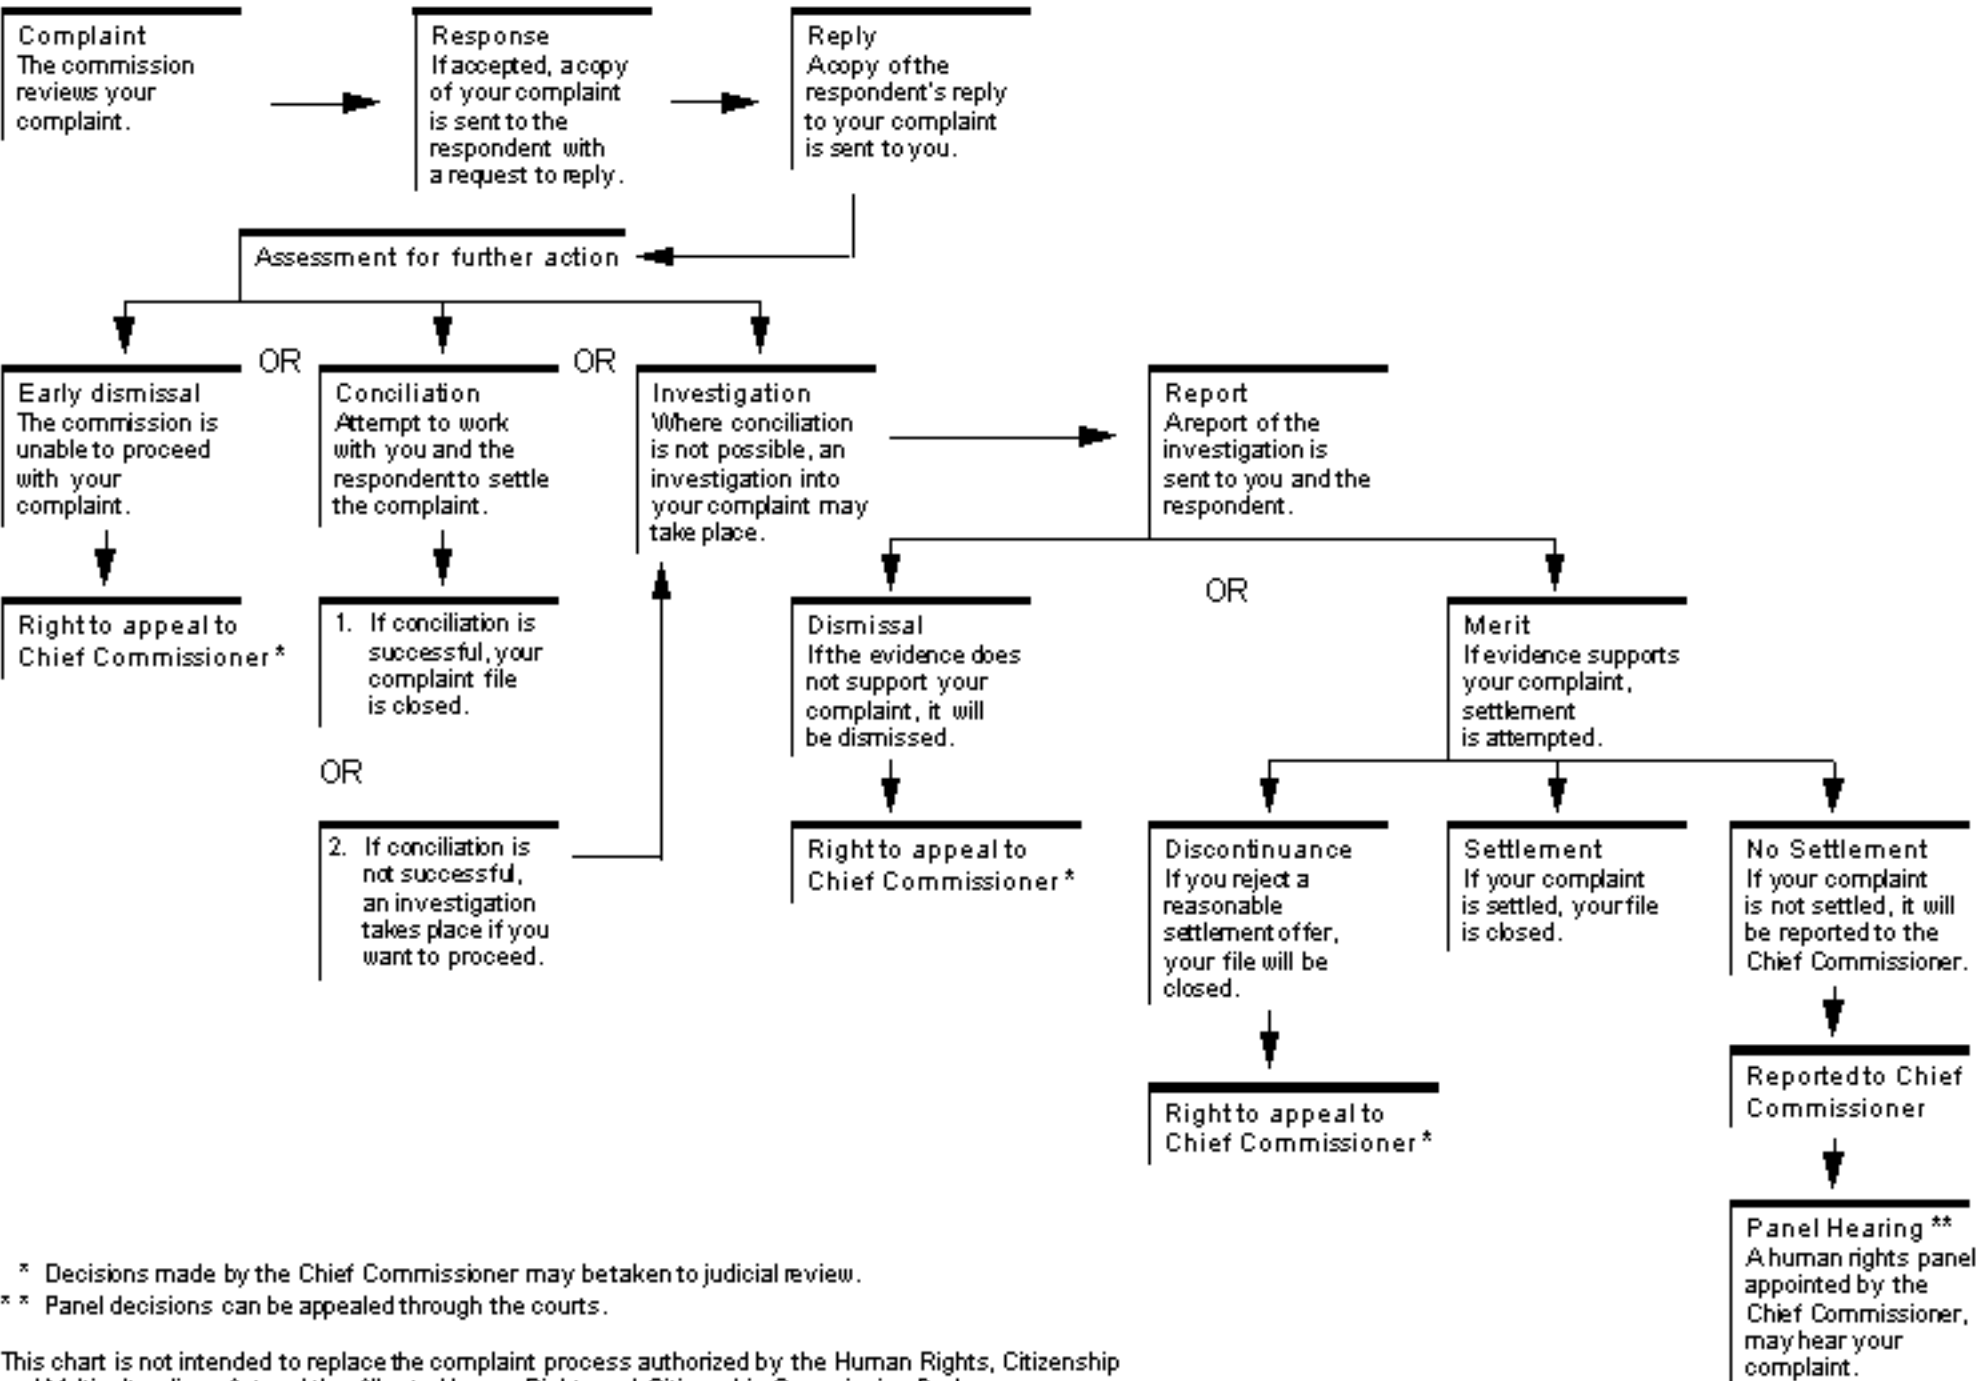 Complaint
The commission
reviews your
complaint.
Response
If accepted, a copy
of your complaint
is sent to the
respondent with
a request to reply.
Reply
A copy of the
respondent's reply
to your complaint
is sent to you.
Assessment for further action
OR
OR
Early dismissal
The commission is
unable to proceed
with your
complaint.
Conciliation
Attempt to work
with you and the
respondent to settle
the complaint.
Investigation
Where conciliation
is not possible, an
investigation into
your complaint may
take place.
Report
A report of the
investigation is
sent to you and the
respondent.
OR
Right to appeal to
Chief Commissioner *
1. If conciliation is
successful, your
complaint file
is closed.
Dismissal
If the evidence does
not support your
complaint, it will
be dismissed.
Merit
If evidence supports
your complaint,
settlement
is attempted.
OR
2. If conciliation is
not successful,
an investigation
takes place if you
want to proceed.
Right to appeal to
Chief Commissioner *
Discontinuance
If you reject a
reasonable
settlement offer,
your file will be
closed.
Settlement
If your complaint
is settled, your file
is closed.
No Settlement
If your complaint
is not settled, it will
be reported to the
Chief Commissioner.
Right to appeal to
Chief Commissioner *
Reported to Chief
Commissioner
Panel Hearing **
A human rights panel
appointed by the
Chief Commissioner,
may hear your
complaint.
* Decisions made by the Chief Commissioner may be taken to judicial review.
* * Panel decisions can be appealed through the courts.
This chart is not intended to replace the complaint process authorized by the Human Rights, Citizenship